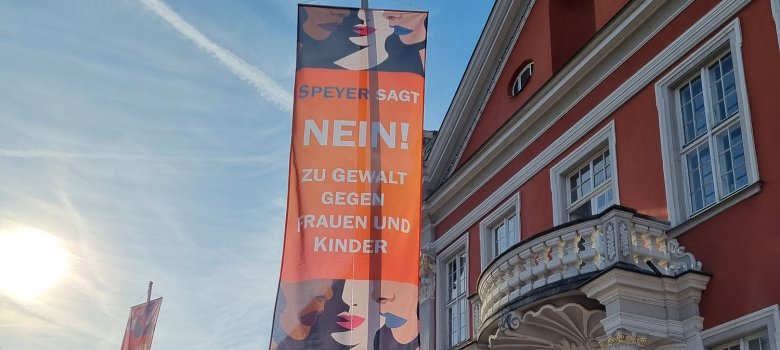 SPEYER SAGT
NEIN!
ZU GEWALT
GEGEN
FRAUEN UND
KINDER